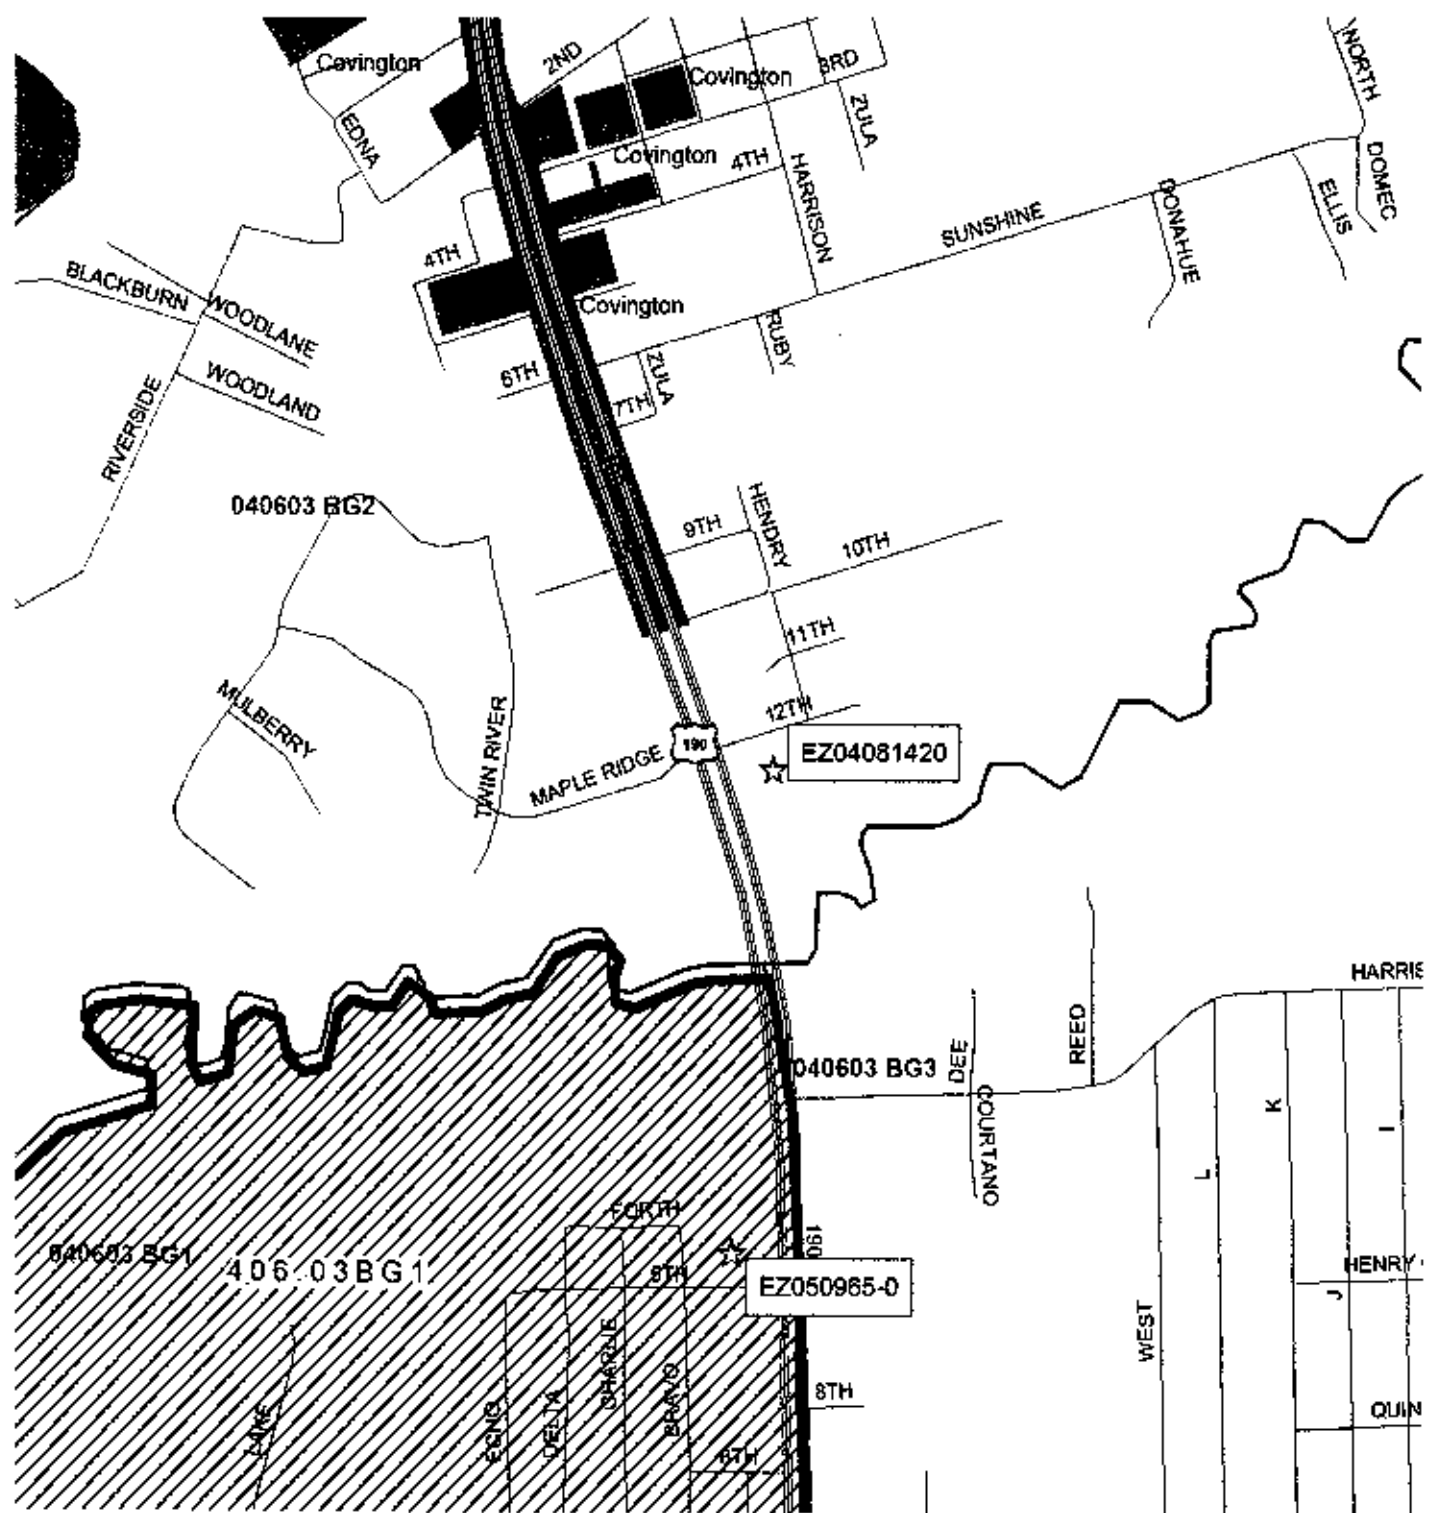 Covington
2ND
Covington
3RD
NORTH
EDNA
ZULA
Covington
4TH
HARRISON
DOMEC
ELLIS
DONAHUE
SUNSHINE
4TH
BLACKBURN
WOODLANE
Covington
RUBY
6TH
ZULA
WOODLAND
7TH
RIVERSIDE
040603 BG2
HENDRY
9TH
10TH
11TH
MULBERRY
TWIN RIVER
12TH
190
MAPLE RIDGE
EZ04081420
HARRIS
REED
DEE
040603 BG3
COURTANO
K
I
L
FORTH
190
040603 BG1
406.03BG1
5TH
EZ050965-0
HENRY
J
WEST
CHARLIE
BRAVO
DELTA
ECHO
LAKE
8TH
QUIN